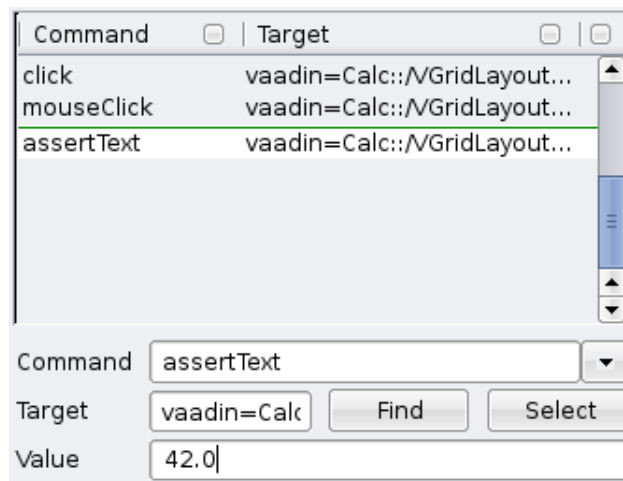 Command Target
click vaadin=Calc::/VGridLayout...
mouseClick vaadin=Calc::/VGridLayout...
assertText vaadin=Calc::/VGridLayout...
Command assertText
Target vaadin=Calc Find Select
Value 42.0